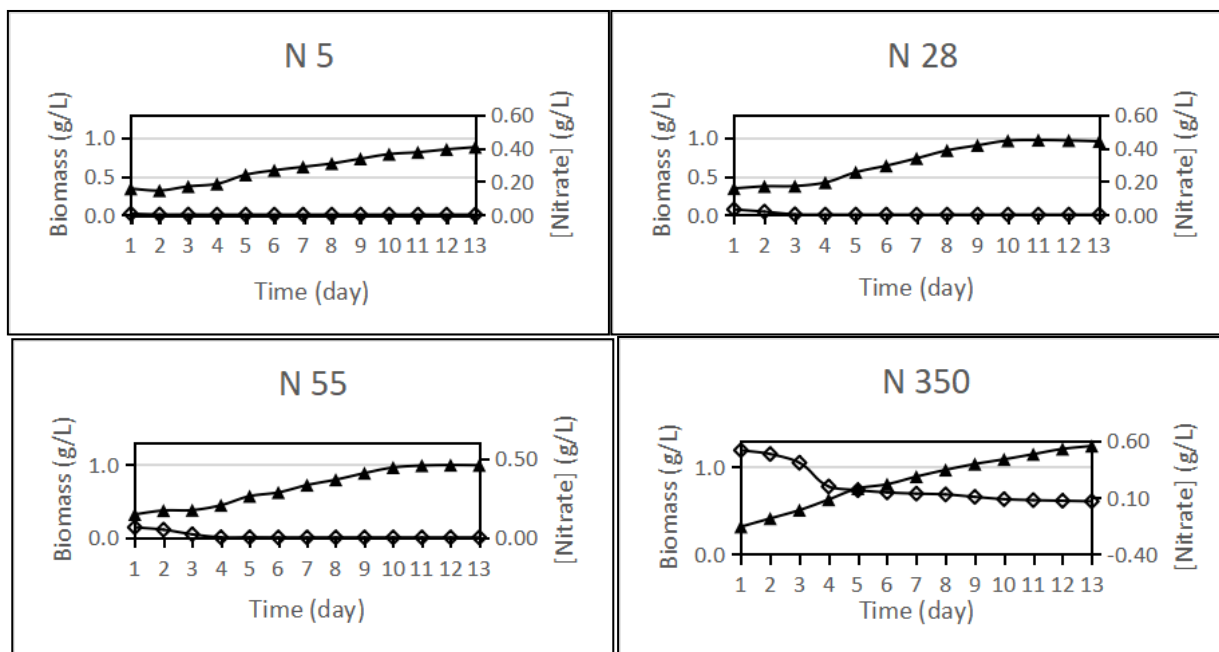 N 5
Biomass (g/L)
1.0
0.5
0.0
0.60
0.40
0.20
0.00
[Nitrate] (g/L)
1 2 3 4 5 6 7 8 9 10 11 12 13
Time (day)
N 28
Biomass (g/L)
1.0
0.5
0.0
0.60
0.40
0.20
0.00
[Nitrate] (g/L)
1 2 3 4 5 6 7 8 9 10 11 12 13
Time (day)
N 55
Biomass (g/L)
1.0
0.0
0.50
0.00
[Nitrate] (g/L)
1 2 3 4 5 6 7 8 9 10 11 12 13
Time (day)
N 350
Biomass (g/L)
1.0
0.0
0.60
0.10
-0.40
[Nitrate] (g/L)
1 2 3 4 5 6 7 8 9 10 11 12 13
Time (day)